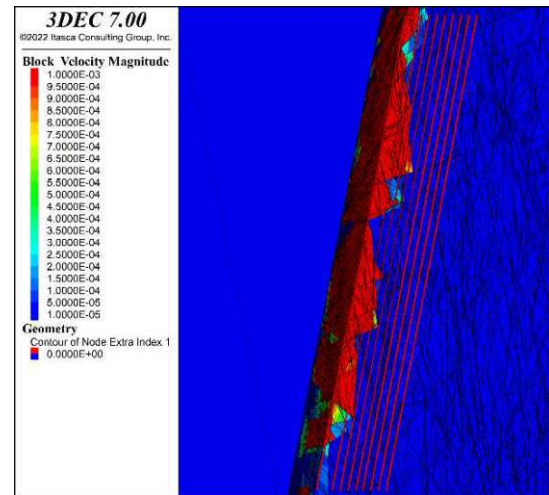 3DEC 7.00
©2022 Itasca Consulting Group, Inc.
Block Velocity Magnitude
1.0000E-03
9.5000E-04
9.0000E-04
8.5000E-04
8.0000E-04
7.5000E-04
7.0000E-04
6.5000E-04
6.0000E-04
5.5000E-04
5.0000E-04
4.5000E-04
4.0000E-04
3.5000E-04
3.0000E-04
2.5000E-04
2.0000E-04
1.5000E-04
1.0000E-04
5.0000E-05
1.0000E-05
Geometry
Contour of Node Extra Index 1
0.0000E+00